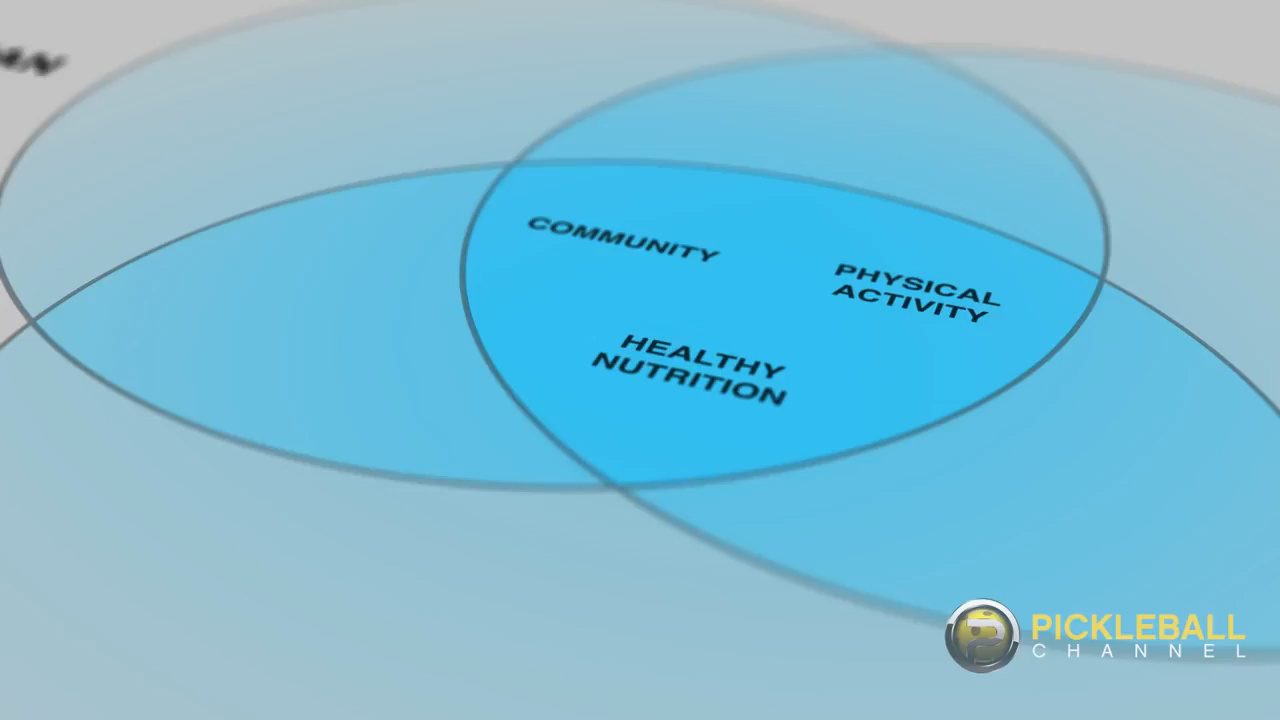 COMMUNITY
PHYSICAL
ACTIVITY
HEALTHY
NUTRITION
PICKLEBALL
CHANNEL